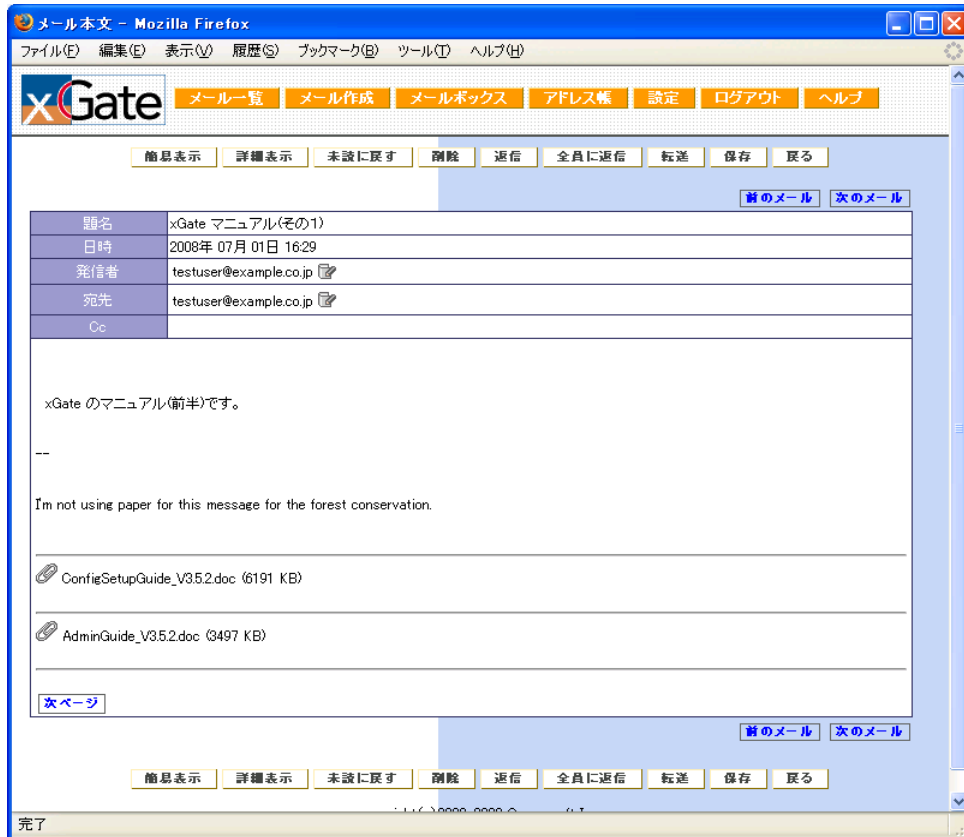 メール本文 - Mozilla Firefox
ファイル(F) 編集(E) 表示(V) 履歴(S) ブックマーク(B) ツール(T) ヘルプ(H)
xGate メール一覧 メール作成 メールボックス アドレス帳 設定 ログアウト ヘルプ
簡易表示 詳細表示 未読に戻す 削除 返信 全員に返信 転送 保存 戻る
前のメール 次のメール
題名 xGate マニュアル(その1)
日時 2008年 07月 01日 16:29
発信者 testuser@example.co.jp
宛先 testuser@example.co.jp
Cc
xGate のマニュアル(前半)です。
--
I'm not using paper for this message for the forest conservation.
ConfigSetupGuide_V3.5.2.doc (6191 KB)
AdminGuide_V3.5.2.doc (3497 KB)
次ページ
前のメール 次のメール
簡易表示 詳細表示 未読に戻す 削除 返信 全員に返信 転送 保存 戻る
完了